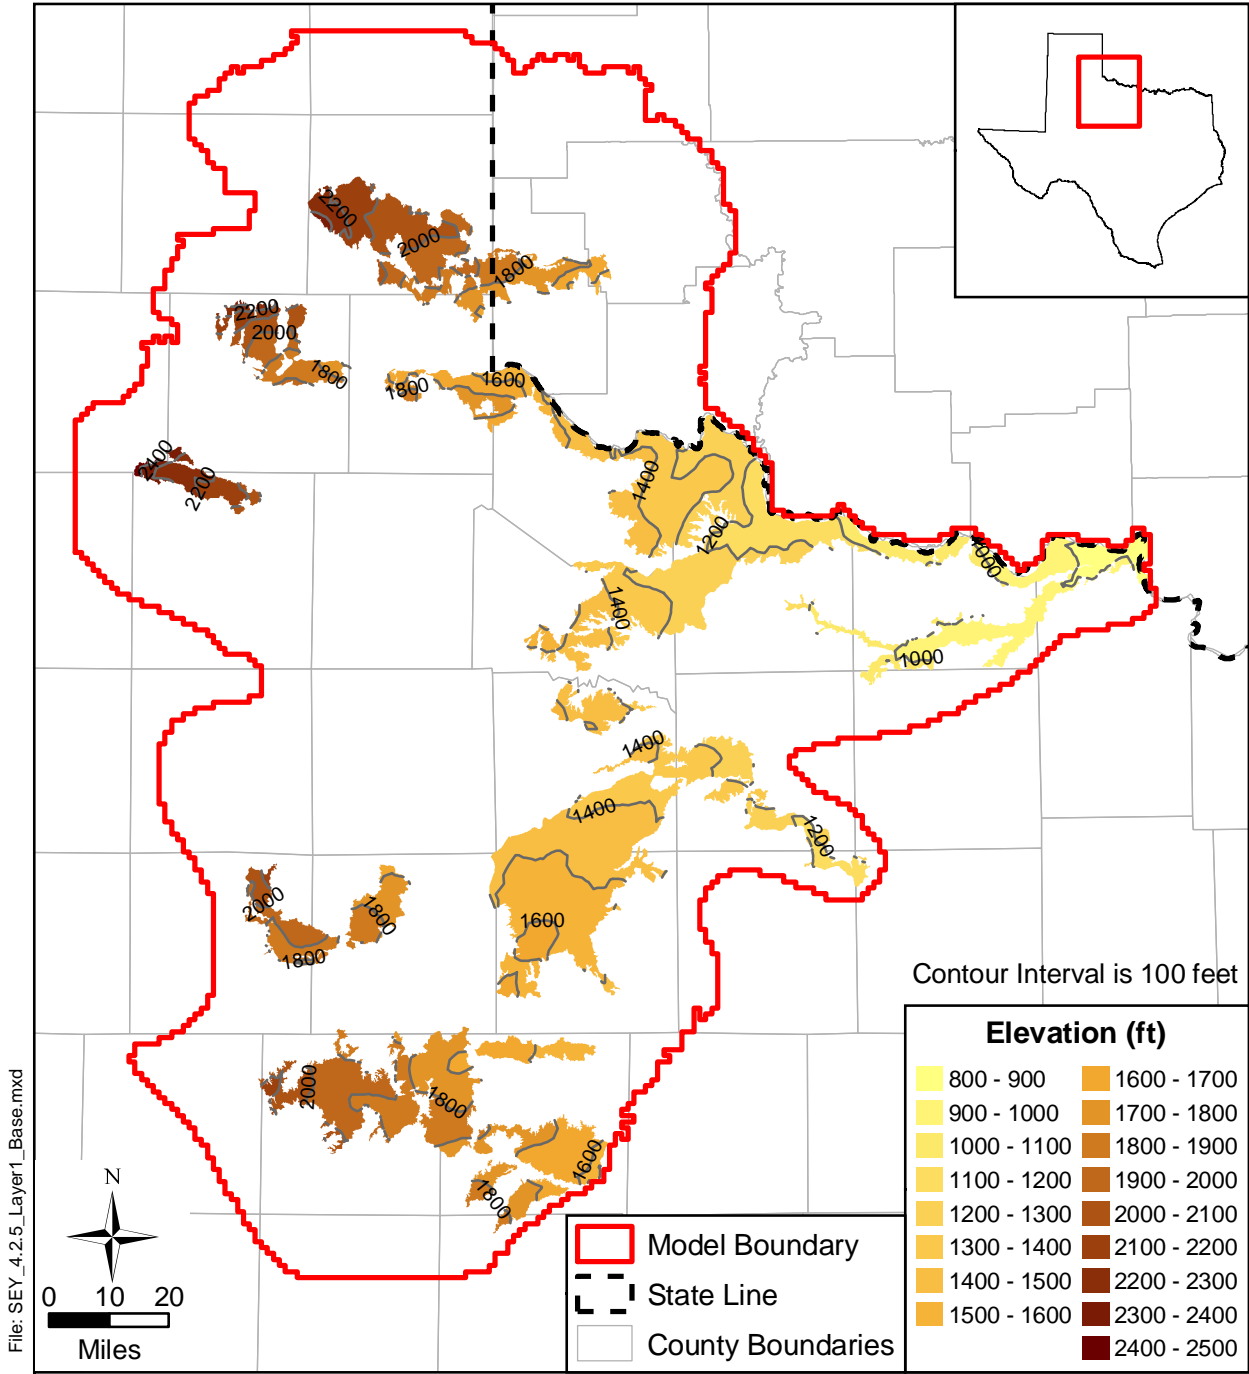 2200
2000
1800
2200
2000
1800
1800
1600
2400
2200
1400
1200
1000
1400
1000
1400
1400
1200
2000
1800
1800
1600
2000
1800
1600
1800
Contour Interval is 100 feet
Elevation (ft)
800 - 900
900 - 1000
1000 - 1100
1100 - 1200
1200 - 1300
1300 - 1400
1400 - 1500
1500 - 1600
1600 - 1700
1700 - 1800
1800 - 1900
1900 - 2000
2000 - 2100
2100 - 2200
2200 - 2300
2300 - 2400
2400 - 2500
N
0 10 20
Miles
Model Boundary
State Line
County Boundaries
File: SEY_4.2.5_Layer1_Base.mxd